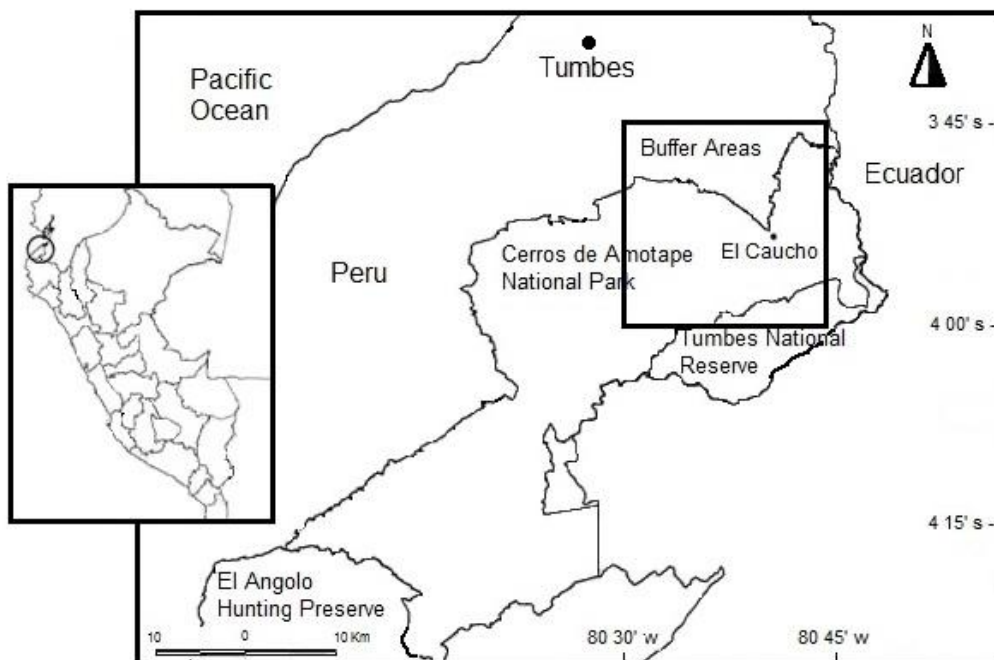 Pacific
Ocean
Tumbes
N
3 45' s
Buffer Areas
Ecuador
Cerros de Amotape
National Park
El Caucho
Peru
4 00' s
Tumbes National
Reserve
4 15' s
El Angolo
Hunting Preserve
10 0 10 Km
80 30' w
80 45' w